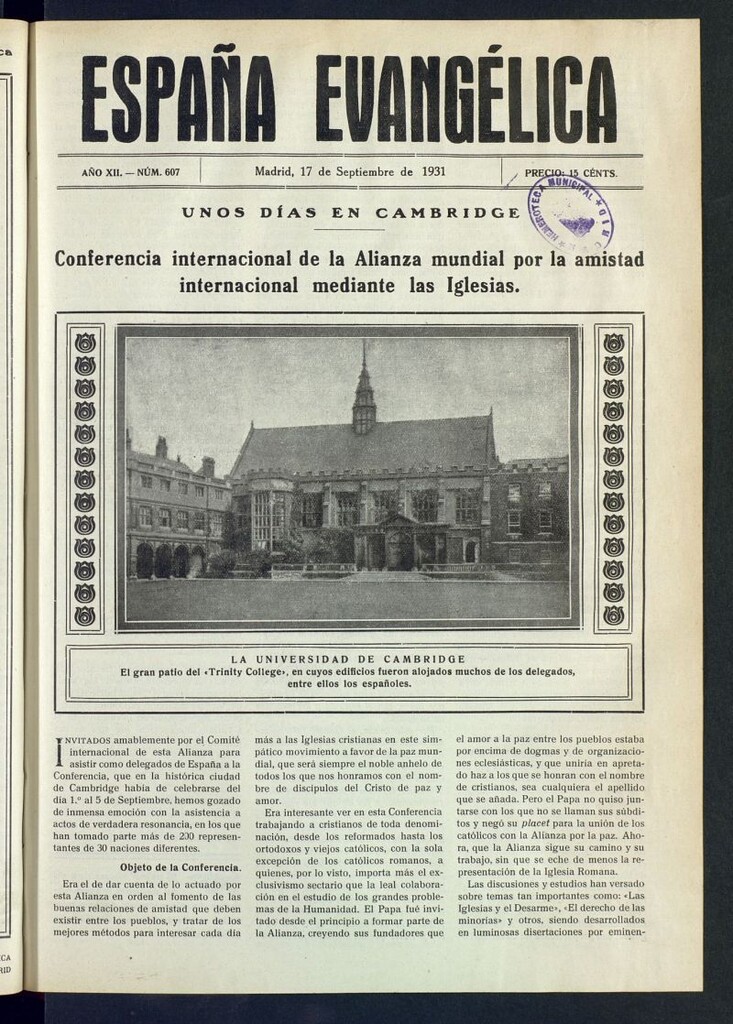 ESPAÑA EVANGÉLICA
AÑO XII. — NÚM. 607
Madrid, 17 de Septiembre de 1931
PRECIO: 15 CÉNTS.
HEMEROTECA MUNICIPAL
UNOS DÍAS EN CAMBRIDGE
Conferencia internacional de la Alianza mundial por la amistad
internacional mediante las Iglesias.
LA UNIVERSIDAD DE CAMBRIDGE
El gran patio del «Trinity College», en cuyos edificios fueron alojados muchos de los delegados,
entre ellos los españoles.
INVITADOS amablemente por el Comité
internacional de esta Alianza para
asistir como delegados de España a la
Conferencia, que en la histórica ciudad
de Cambridge había de celebrarse del
día 1.º al 5 de Septiembre, hemos gozado
de inmensa emoción con la asistencia a
actos de verdadera resonancia, en los que
han tomado parte más de 200 represen-
tantes de 30 naciones diferentes.
Objeto de la Conferencia.
Era el de dar cuenta de lo actuado por
esta Alianza en orden al fomento de las
buenas relaciones de amistad que deben
existir entre los pueblos, y tratar de los
mejores métodos para interesar cada día
más a las Iglesias cristianas en este sim-
pático movimiento a favor de la paz mun-
dial, que será siempre el noble anhelo de
todos los que nos honramos con el nom-
bre de discípulos del Cristo de paz y
amor.
Era interesante ver en esta Conferencia
trabajando a cristianos de toda denomi-
nación, desde los reformados hasta los
ortodoxos y viejos católicos, con la sola
excepción de los católicos romanos, a
quienes, por lo visto, importa más el ex-
clusivismo sectario que la leal colabora-
ción en el estudio de los grandes proble-
mas de la Humanidad. El Papa fué invi-
tado desde el principio a formar parte de
la Alianza, creyendo sus fundadores que
el amor a la paz entre los pueblos estaba
por encima de dogmas y de organizacio-
nes eclesiásticas, y que uniría en apreta-
do haz a los que se honran con el nombre
de cristianos, sea cualquiera el apellido
que se añada. Pero el Papa no quiso jun-
tarse con los que no se llaman sus súbdi-
tos y negó su placet para la unión de los
católicos con la Alianza por la paz. Aho-
ra, que la Alianza sigue su camino y su
trabajo, sin que se eche de menos la re-
presentación de la Iglesia Romana.
Las discusiones y estudios han versado
sobre temas tan importantes como: «Las
Iglesias y el Desarme», «El derecho de las
minorías» y otros, siendo desarrollados
en luminosas disertaciones por eminen-